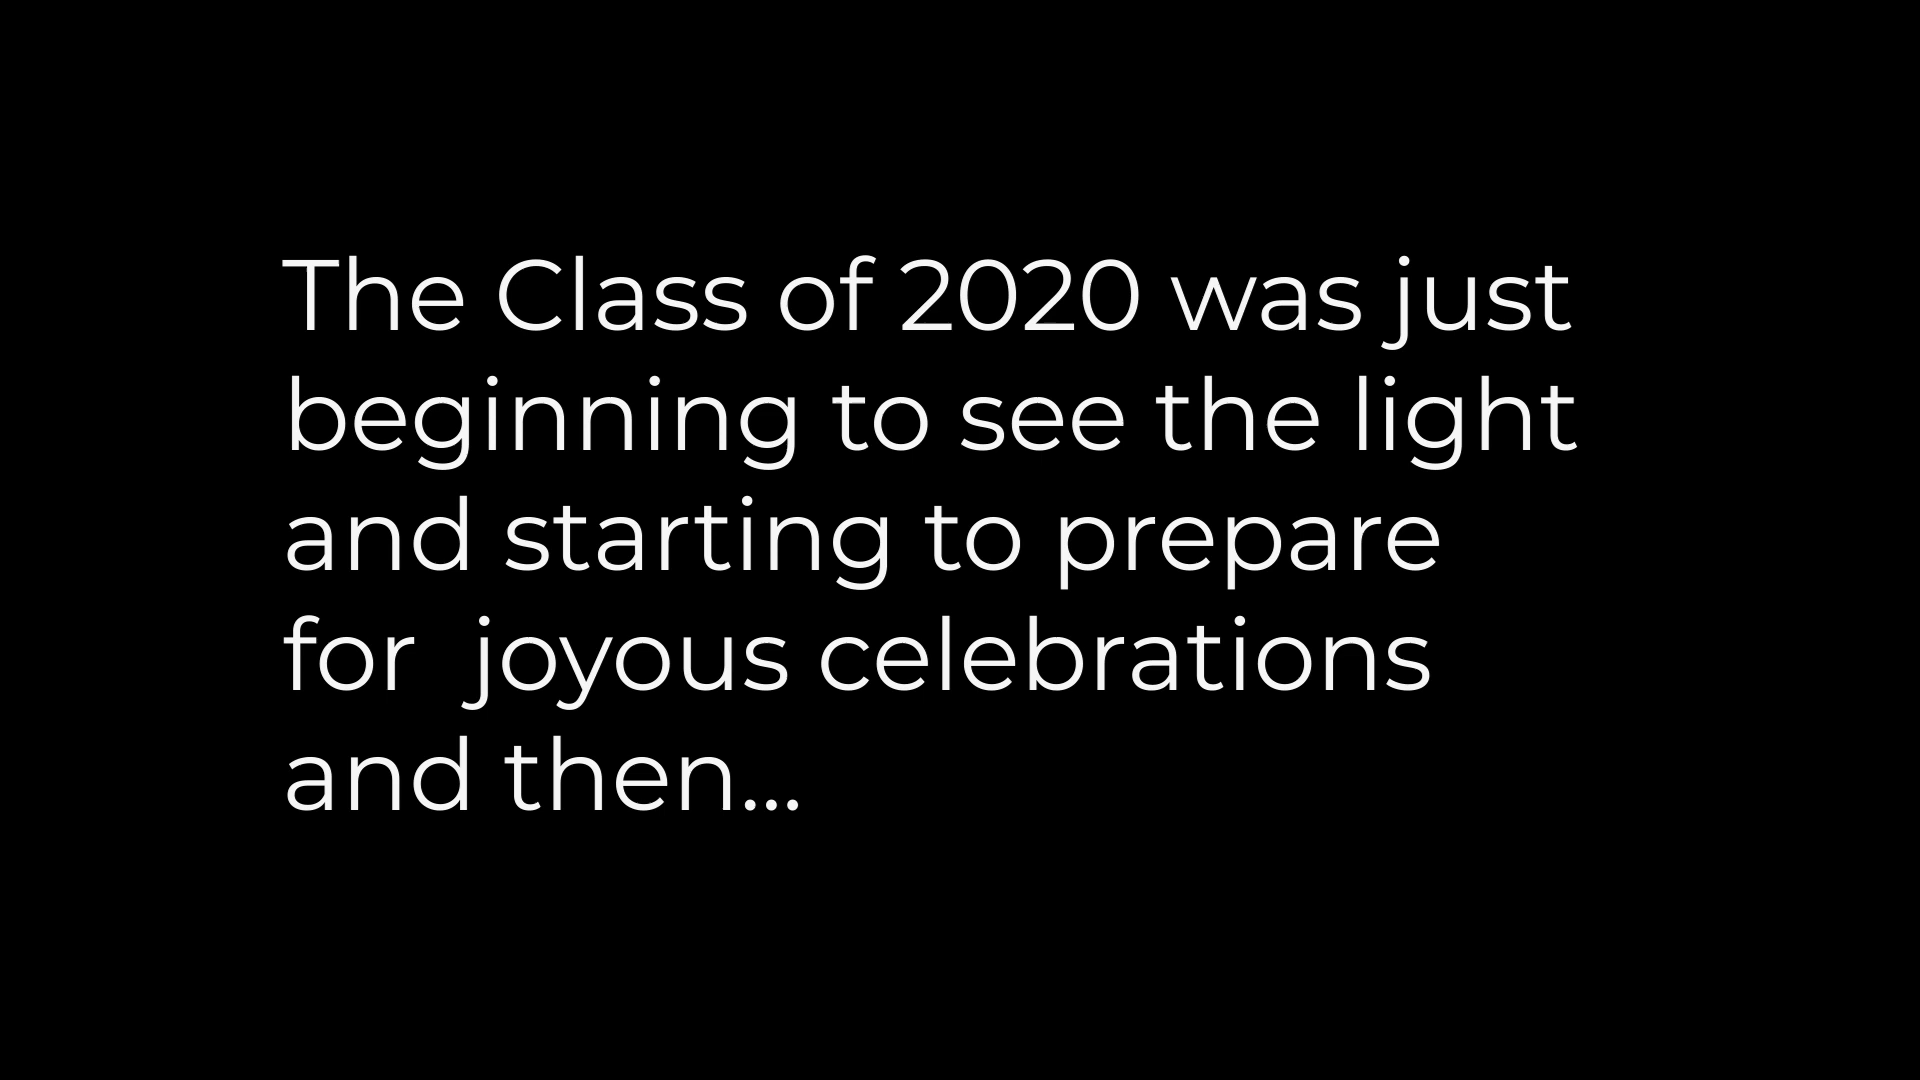 The Class of 2020 was just
beginning to see the light
and starting to prepare
for  joyous celebrations
and then...